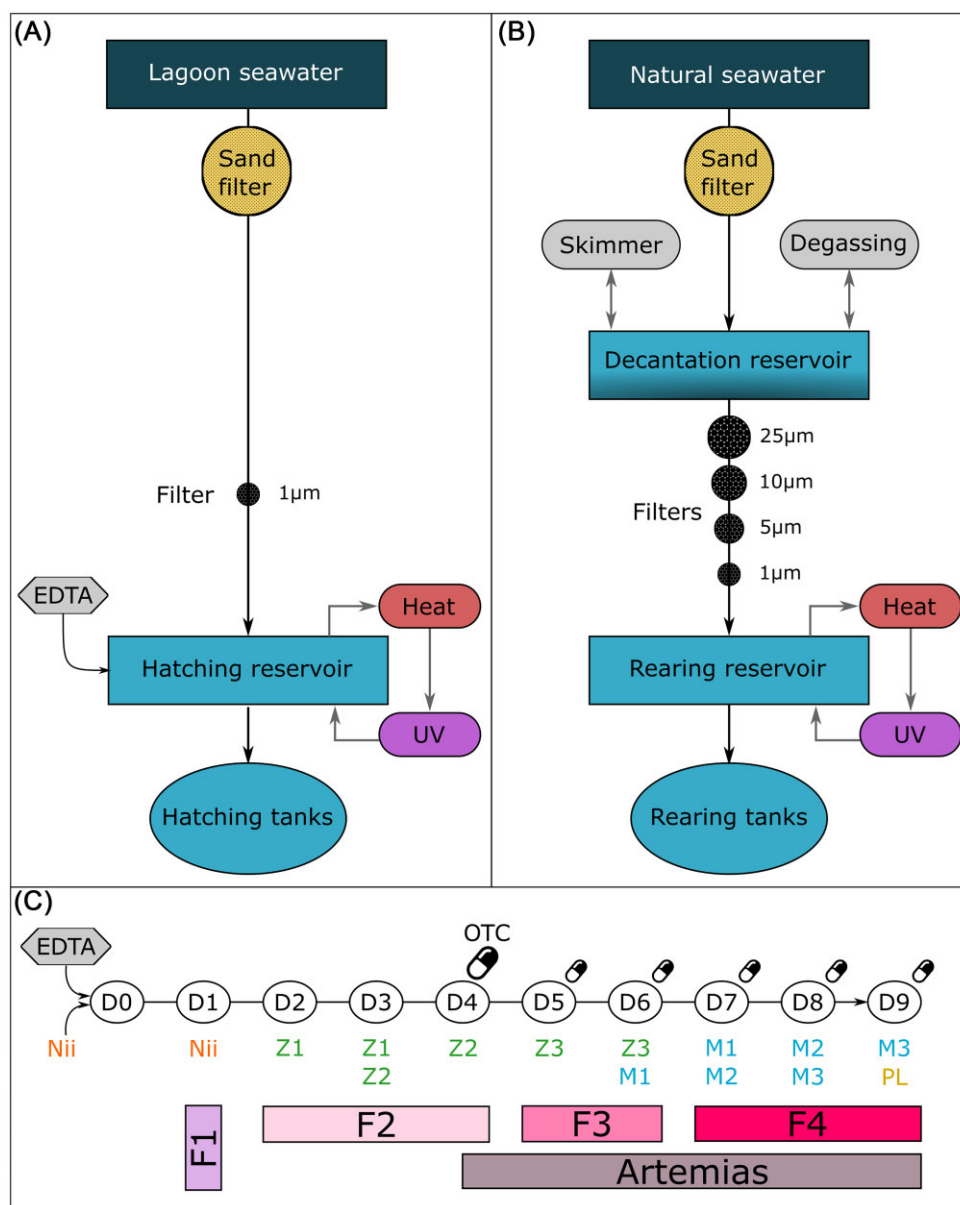 (A)
Lagoon seawater
Sand
filter
Filter
1µm
EDTA
Heat
Hatching reservoir
UV
Hatching tanks
(B)
Natural seawater
Sand
filter
Skimmer
Degassing
Decantation reservoir
25µm
10µm
Filters
5µm
1µm
Heat
Rearing reservoir
UV
Rearing tanks
(C)
EDTA
OTC
D0 D1 D2 D3 D4 D5 D6 D7 D8 D9
Nii Nii Z1 Z1 Z2 Z3 Z3 M1 M2 M3
Z2 M1 M2 M3 PL
F1 F2 F3 F4
Artemias